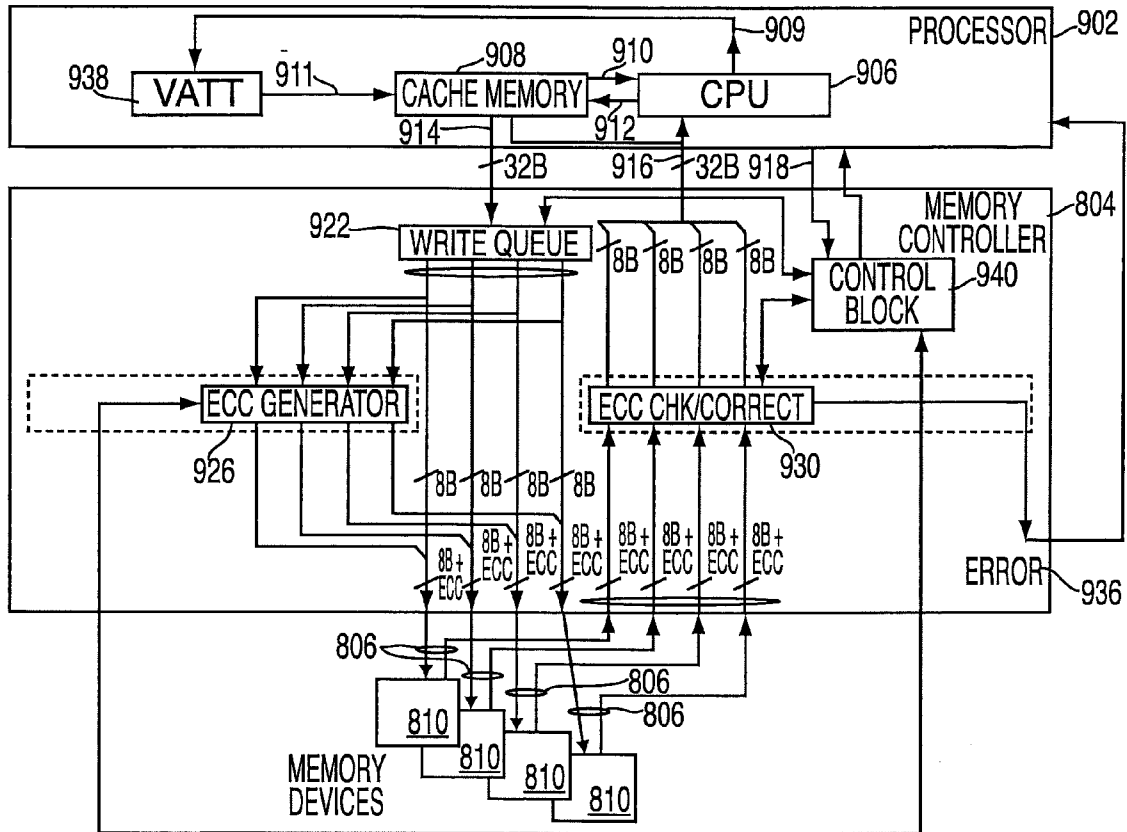 909
PROCESSOR
902
938
VATT
911
908
CACHE MEMORY
910
912
CPU
906
914
32B
916
32B
918
922
WRITE QUEUE
8B
8B
8B
8B
MEMORY
CONTROLLER
804
CONTROL
BLOCK
940
ECC GENERATOR
926
ECC CHK/CORRECT
930
8B
8B
8B
8B
8B +
ECC
8B +
ECC
8B +
ECC
8B +
ECC
8B +
ECC
8B +
ECC
8B +
ECC
8B +
ECC
ERROR
936
806
806
806
810
810
810
810
MEMORY
DEVICES